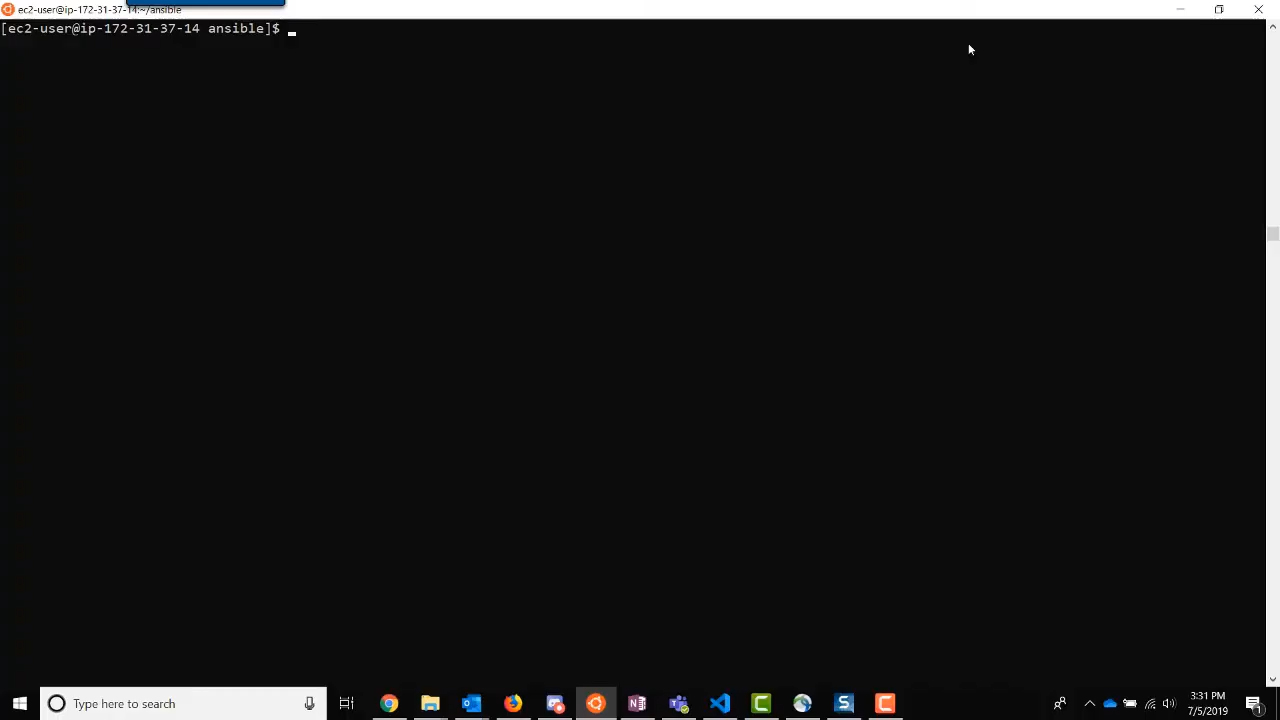 ec2-user@ip-172-31-37-14:~/ansible
[ec2-user@ip-172-31-37-14 ansible]$
Type here to search
3:31 PM
7/5/2019
1